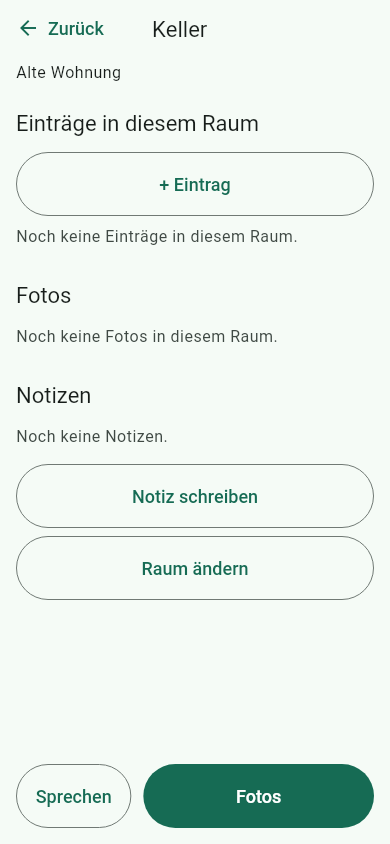 Zurück
Keller
Alte Wohnung
Einträge in diesem Raum
+ Eintrag
Noch keine Einträge in diesem Raum.
Fotos
Noch keine Fotos in diesem Raum.
Notizen
Noch keine Notizen.
Notiz schreiben
Raum ändern
Sprechen
Fotos